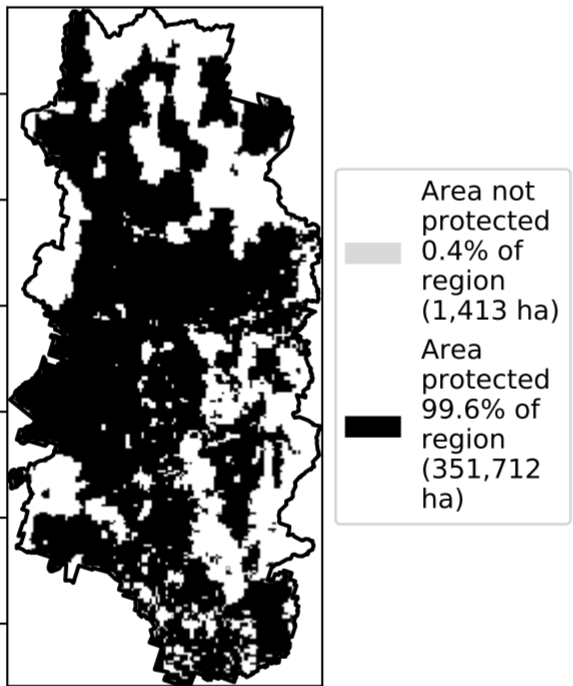 Area not
protected
0.4% of
region
(1,413 ha)
Area
protected
99.6% of
region
(351,712
ha)